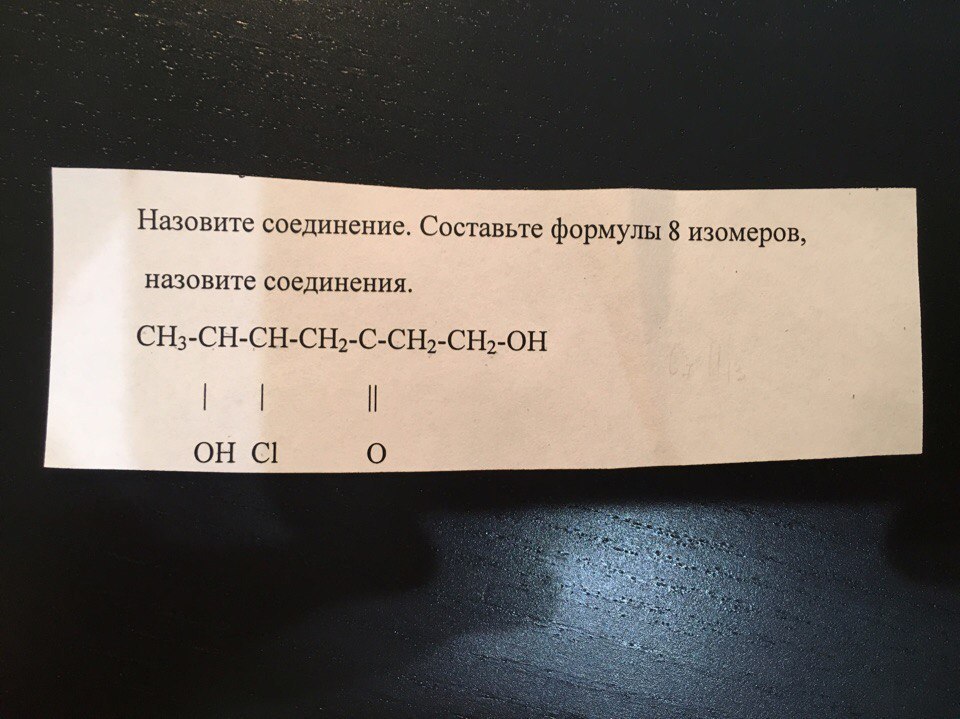 Назовите соединение. Составьте формулы 8 изомеров,
назовите соединения.
CH₃-CH-CH-CH₂-C-CH₂-CH₂-OH
| | ||
OH Cl O